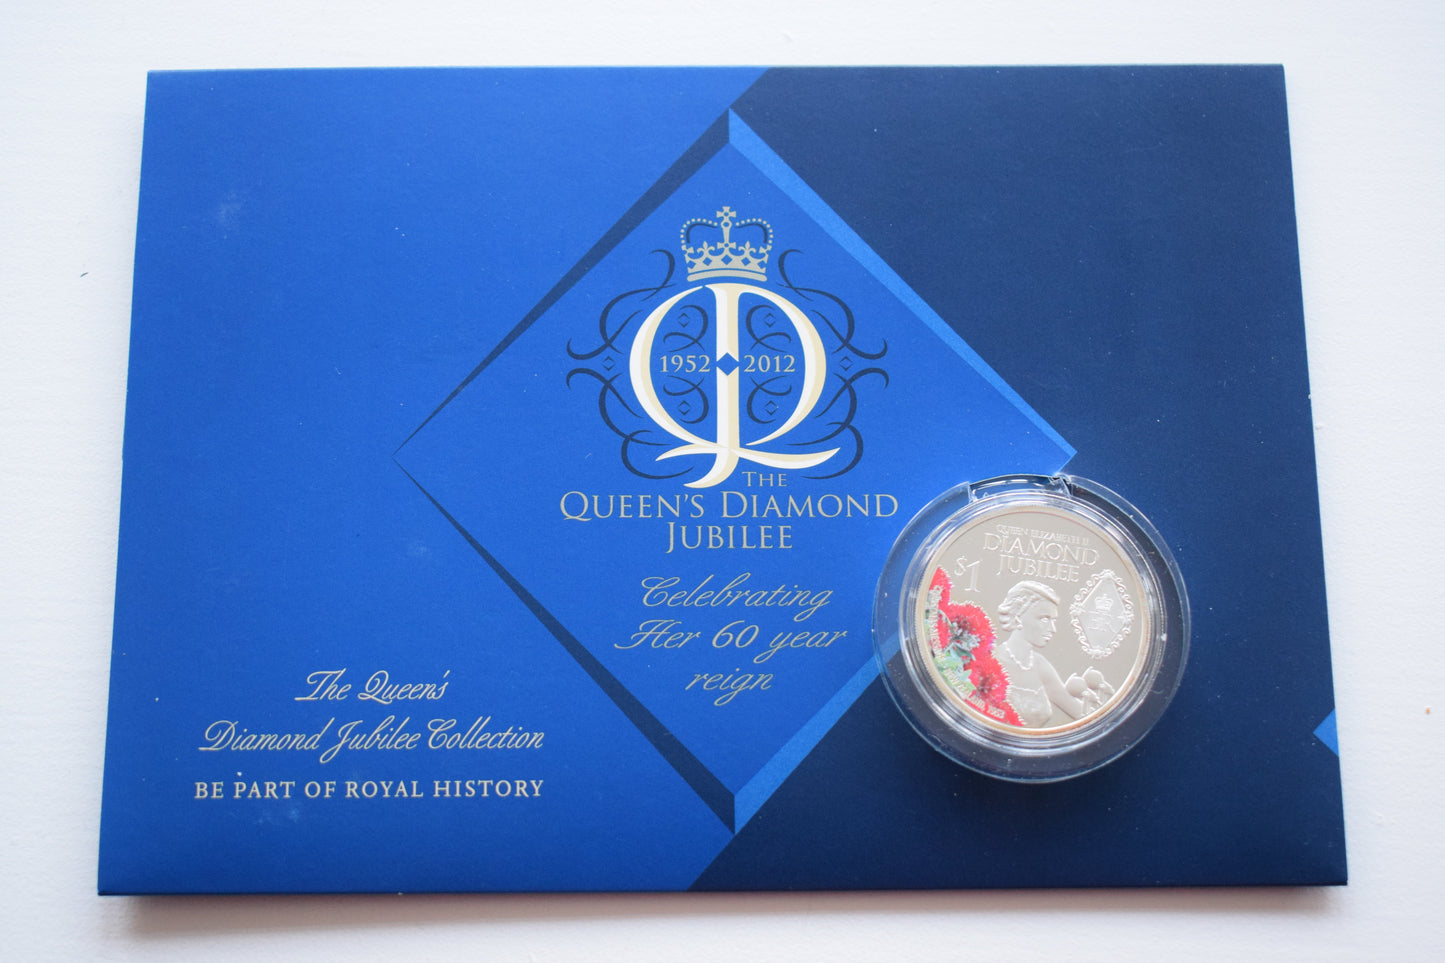 1952 2012
THE
QUEEN'S DIAMOND
JUBILEE
Celebrating
Her 60 year
reign
The Queen's
Diamond Jubilee Collection
BE PART OF ROYAL HISTORY
QUEEN ELIZABETH II
DIAMOND
JUBILEE
$1